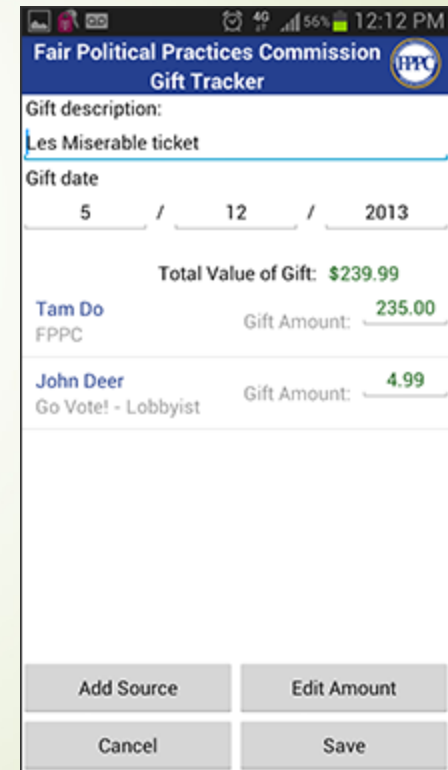 4G 56% 12:12 PM
Fair Political Practices Commission
Gift Tracker
FPPC
Gift description:
Les Miserable ticket
Gift date
5 / 12 / 2013
Total Value of Gift: $239.99
Tam Do
FPPC
Gift Amount: 235.00
John Deer
Go Vote! - Lobbyist
Gift Amount: 4.99
Add Source Edit Amount
Cancel Save